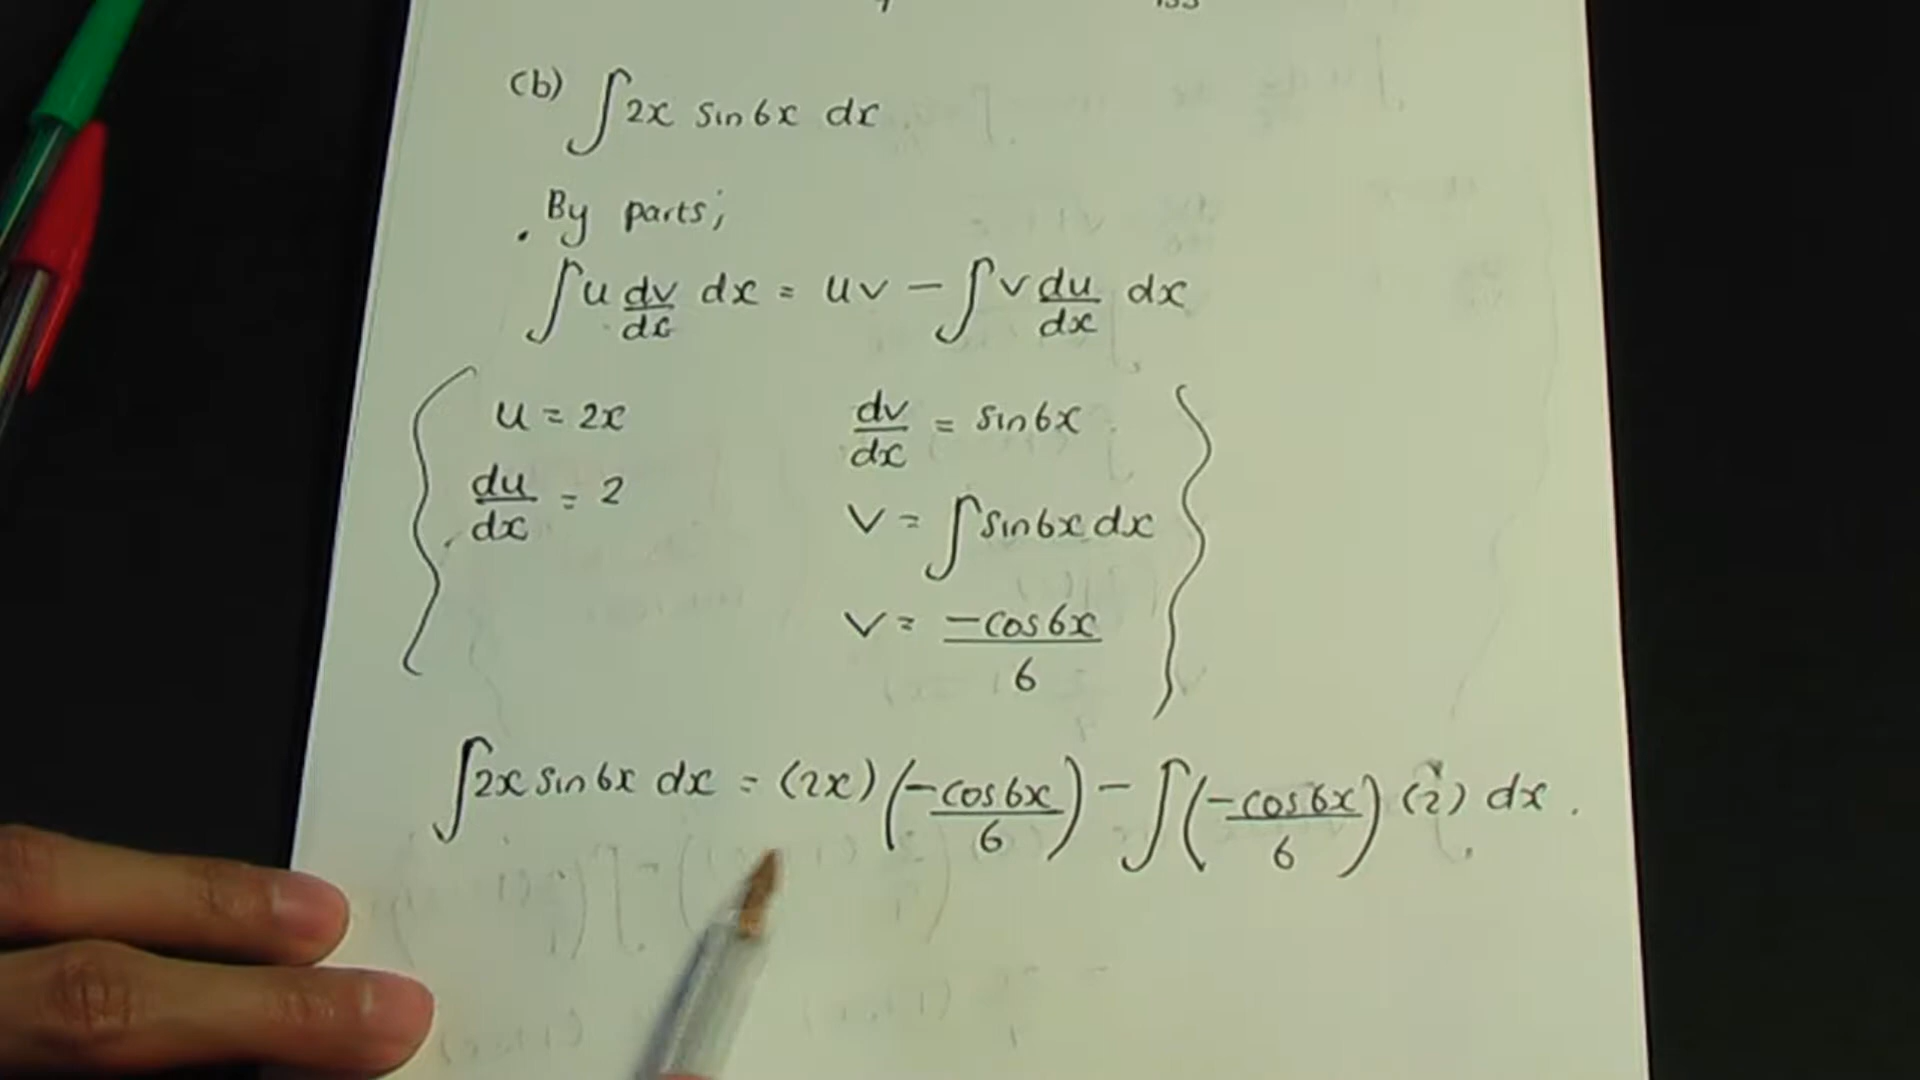 (b) ∫2x sin6x dx
By parts;
∫u dv/dx dx = uv − ∫v du/dx dx
u = 2x
du/dx = 2
dv/dx = sin6x
v = ∫sin6x dx
v = −cos6x/6
∫2x sin6x dx = (2x)(−cos6x/6) − ∫(−cos6x/6)(2) dx.